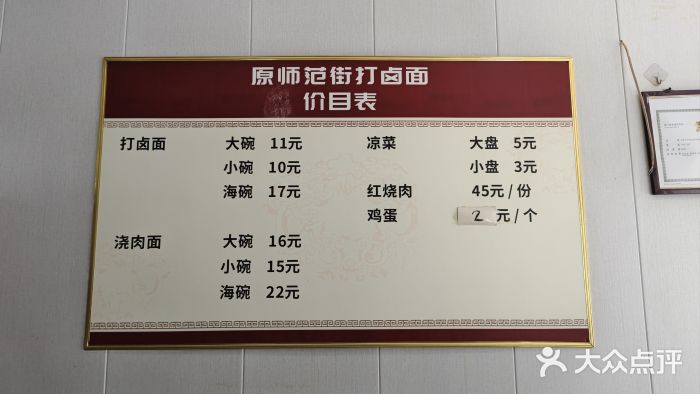 原师范街打卤面
价目表
打卤面 大碗 11元
小碗 10元
海碗 17元
浇肉面 大碗 16元
小碗 15元
海碗 22元
凉菜 大盘 5元
小盘 3元
红烧肉 45元/份
鸡蛋 2元/个
大众点评